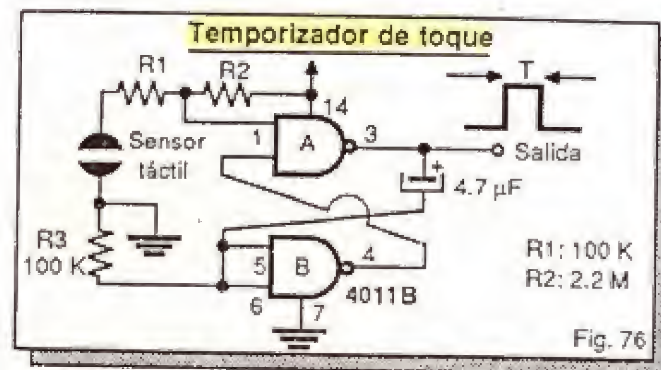 Temporizador de toque
R1
R2
T
14
1
A
3
Sensor
táctil
Salida
+
4.7 µF
R3
100 K
5
B
4
6
7
4011B
R1: 100 K
R2: 2.2 M
Fig. 76